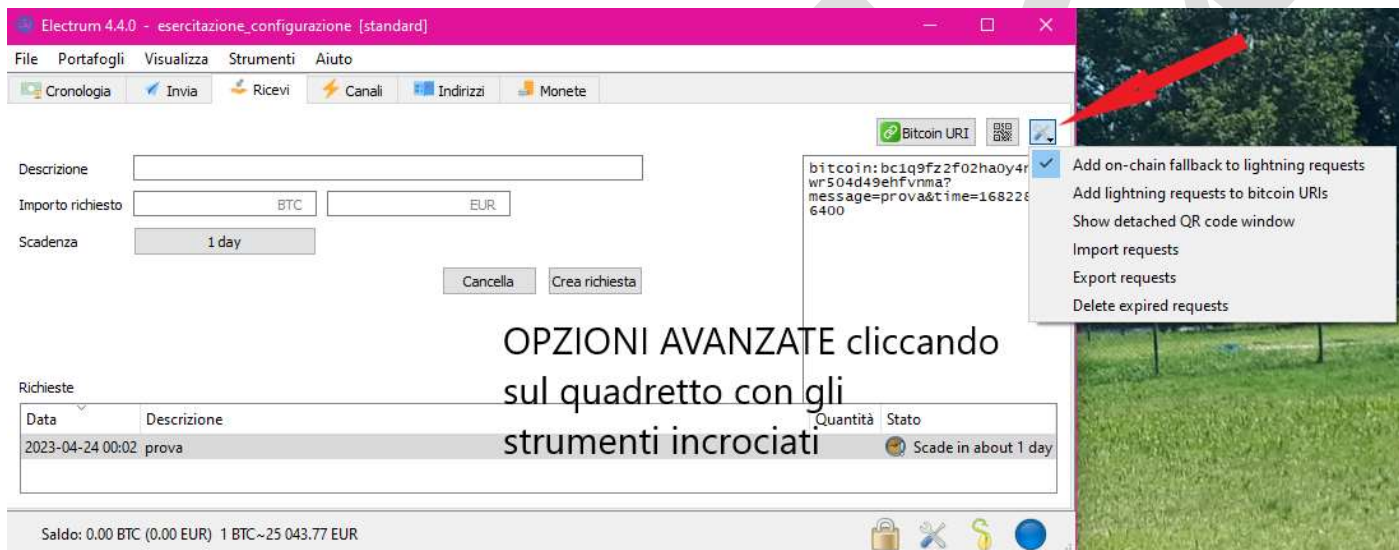 Electrum 4.4.0 - esercitazione_configurazione [standard]
File Portafogli Visualizza Strumenti Aiuto
Cronologia Invia Ricevi Canali Indirizzi Monete
Bitcoin URI
Descrizione
Importo richiesto BTC EUR
Scadenza 1 day
Cancella Crea richiesta
bitcoin:bc1q9fz2f02ha0y4
wr504d49ehfvnma?
message=prova&time=168228
6400
Add on-chain fallback to lightning requests
Add lightning requests to bitcoin URIs
Show detached QR code window
Import requests
Export requests
Delete expired requests
OPZIONI AVANZATE cliccando
sul quadretto con gli
strumenti incrociati
Richieste
Data Descrizione Quantità Stato
2023-04-24 00:02 prova Scade in about 1 day
Saldo: 0.00 BTC (0.00 EUR) 1 BTC~25 043.77 EUR